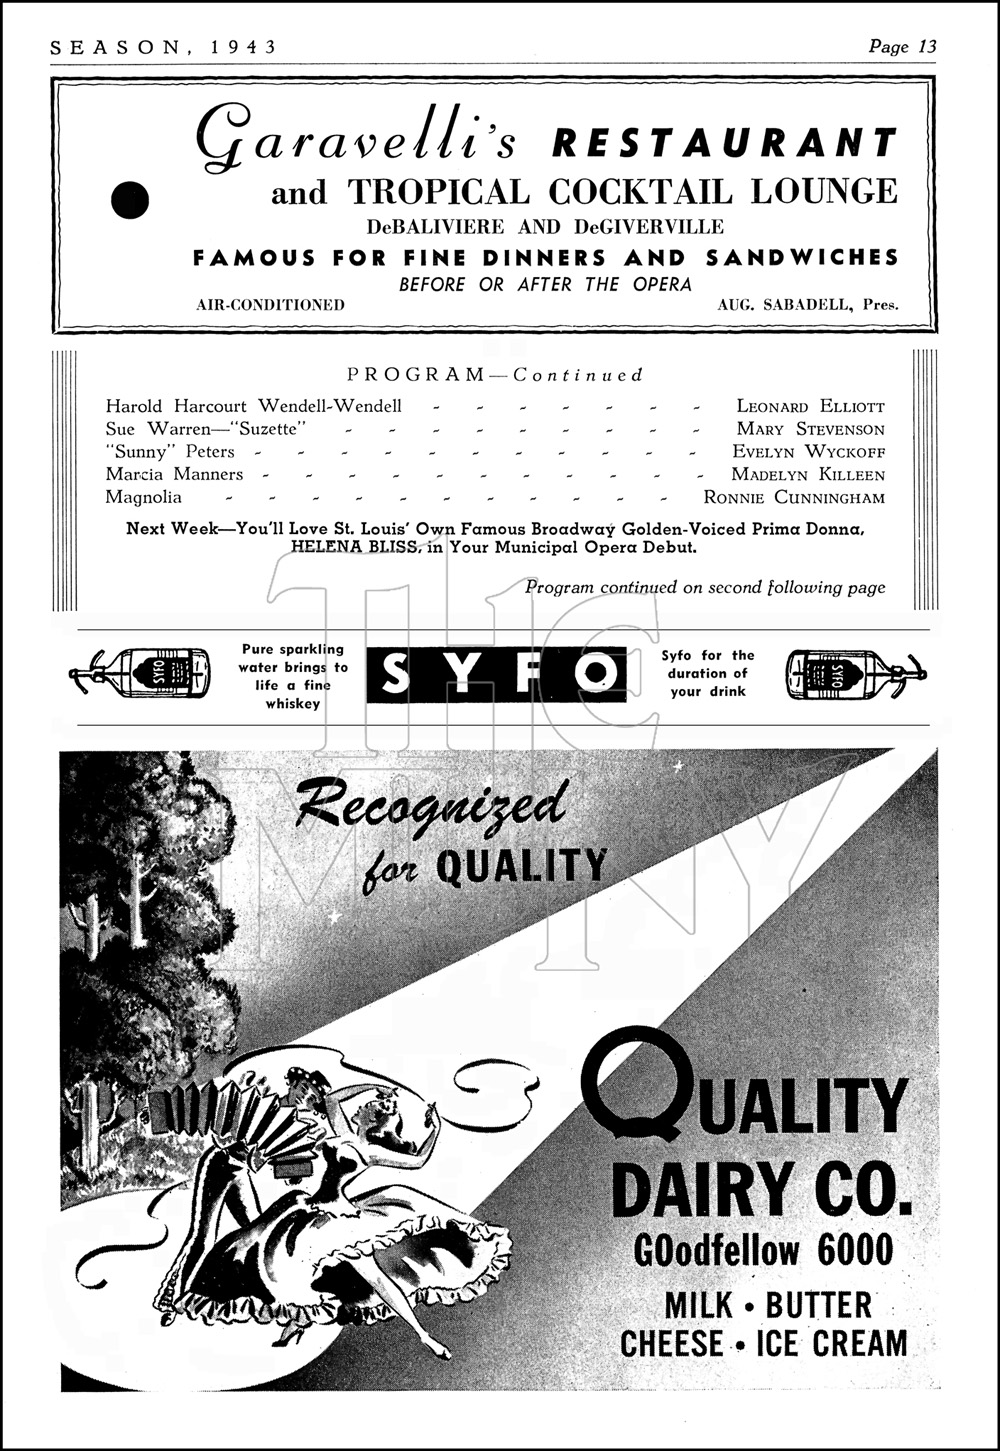 SEASON, 1943 Page 13
Garavelli's RESTAURANT
and TROPICAL COCKTAIL LOUNGE
DeBALIVIERE AND DeGIVERVILLE
FAMOUS FOR FINE DINNERS AND SANDWICHES
BEFORE OR AFTER THE OPERA
AIR-CONDITIONED AUG. SABADELL, Pres.
PROGRAM—Continued
Harold Harcourt Wendell-Wendell - - - - - - - LEONARD ELLIOTT
Sue Warren—"Suzette" - - - - - - - - - MARY STEVENSON
"Sunny" Peters - - - - - - - - - - - EVELYN WYCKOFF
Marcia Manners - - - - - - - - - - - MADELYN KILLEEN
Magnolia - - - - - - - - - - - RONNIE CUNNINGHAM
Next Week—You'll Love St. Louis' Own Famous Broadway Golden-Voiced Prima Donna,
HELENA BLISS, in Your Municipal Opera Debut.
Program continued on second following page
Pure sparkling
water brings to
life a fine
whiskey
SYFO
SYFO
Syfo for the
duration of
your drink
SYFO
THE
MUNY
Recognized
for QUALITY
QUALITY
DAIRY CO.
GOodfellow 6000
MILK • BUTTER
CHEESE • ICE CREAM